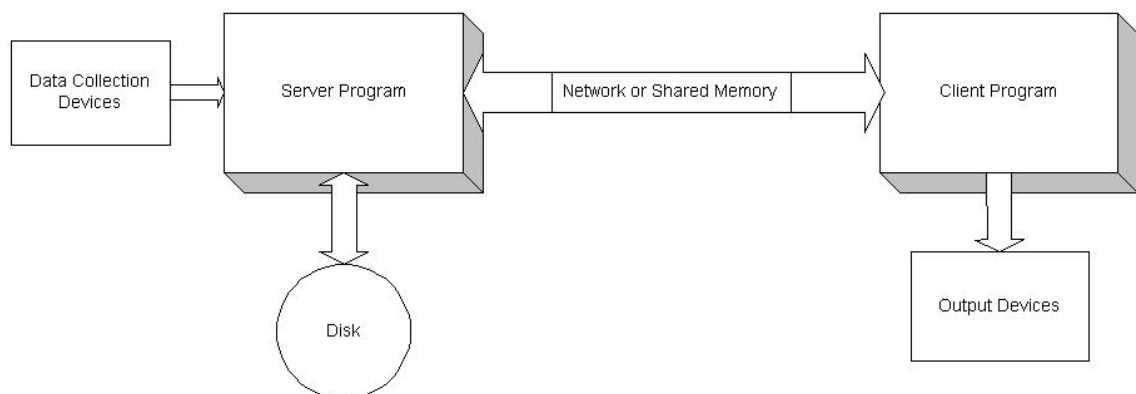 Data Collection
Devices
Server Program
Network or Shared Memory
Client Program
Disk
Output Devices